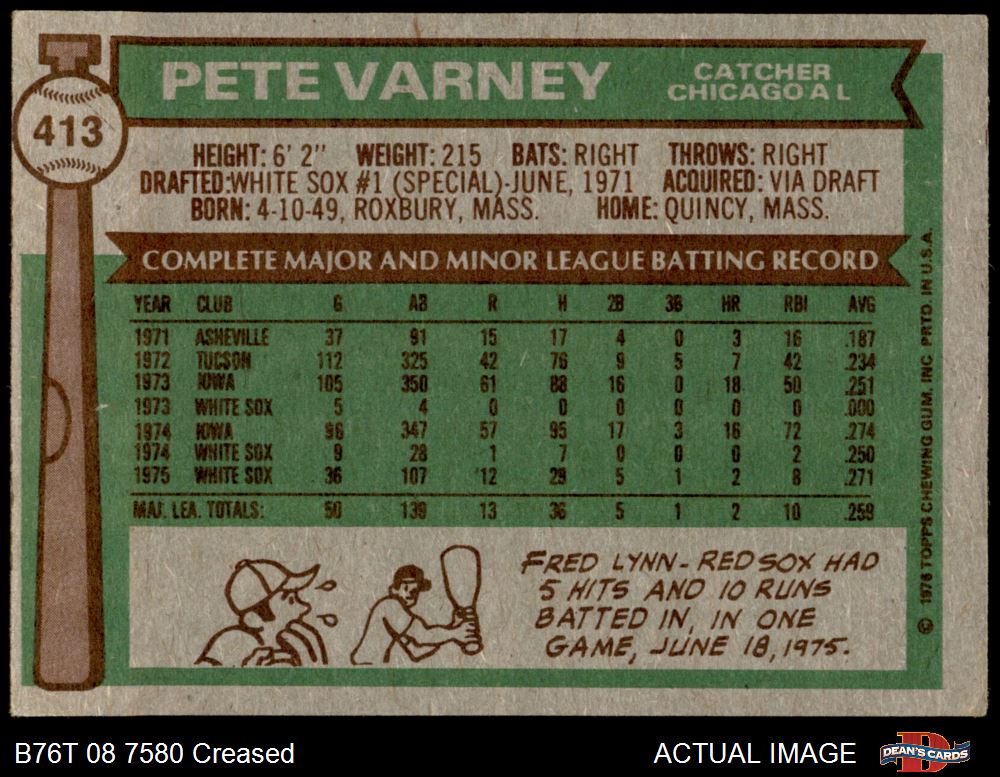 413
PETE VARNEY
CATCHER
CHICAGO A L
HEIGHT: 6' 2" WEIGHT: 215 BATS: RIGHT THROWS: RIGHT
DRAFTED: WHITE SOX #1 (SPECIAL)-JUNE, 1971 ACQUIRED: VIA DRAFT
BORN: 4-10-49, ROXBURY, MASS. HOME: QUINCY, MASS.
COMPLETE MAJOR AND MINOR LEAGUE BATTING RECORD
YEAR CLUB G AB R H 2B 3B HR RBI AVG
1971 ASHEVILLE 37 91 15 17 4 0 3 16 .187
1972 TUCSON 112 325 42 76 9 5 7 42 .234
1973 IOWA 105 350 61 88 16 0 18 50 .251
1973 WHITE SOX 5 4 0 0 0 0 0 0 .000
1974 IOWA 96 347 57 95 17 3 16 72 .274
1974 WHITE SOX 9 28 1 7 0 0 0 2 .250
1975 WHITE SOX 36 107 12 29 5 1 2 8 .271
MAJ. LEA. TOTALS: 50 139 13 36 5 1 2 10 .259
FRED LYNN- RED SOX HAD
5 HITS AND 10 RUNS
BATTED IN, IN ONE
GAME, JUNE 18, 1975.
© 1976 TOPPS CHEWING GUM, INC. PRTD. IN U.S.A.
B76T 08 7580 Creased
ACTUAL IMAGE
DEAN'S CARDS